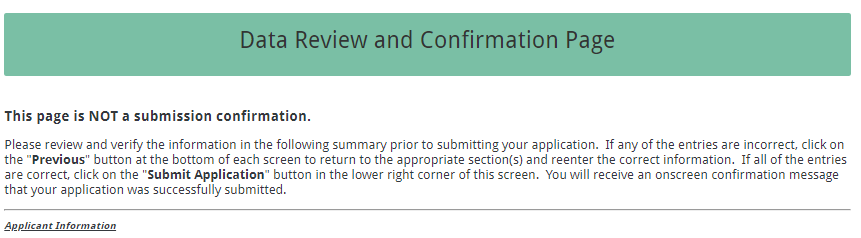 Data Review and Confirmation Page
This page is NOT a submission confirmation.
Please review and verify the information in the following summary prior to submitting your application.  If any of the entries are incorrect, click on
the "Previous" button at the bottom of each screen to return to the appropriate section(s) and reenter the correct information.  If all of the entries
are correct, click on the "Submit Application" button in the lower right corner of this screen.  You will receive an onscreen confirmation message
that your application was successfully submitted.
Applicant Information